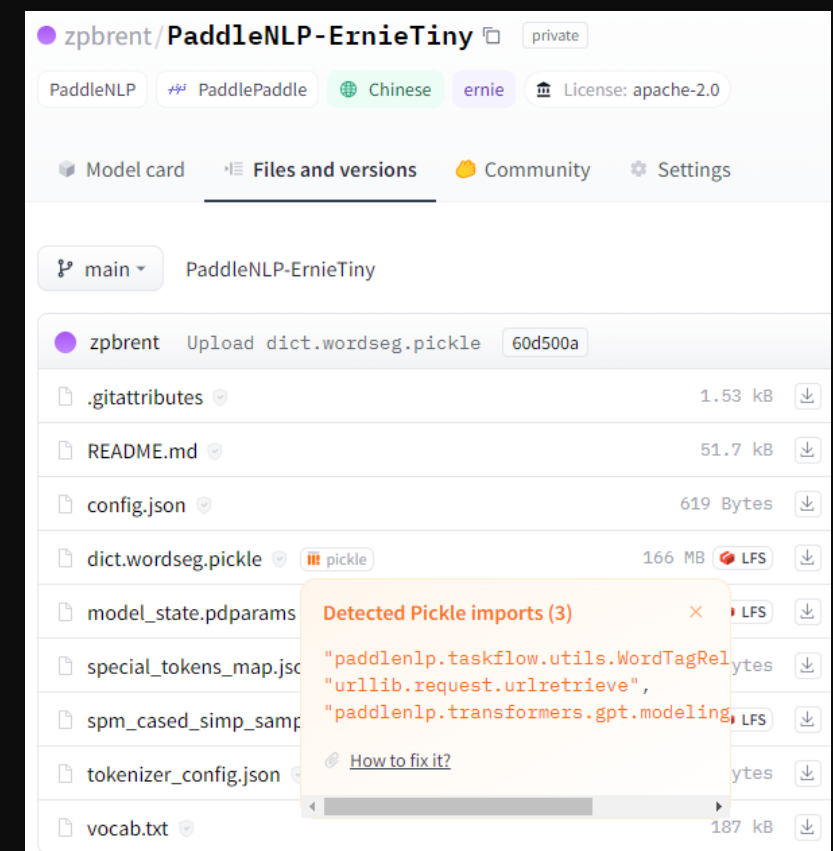 zpbrent/PaddleNLP-ErnieTiny private
PaddleNLP PaddlePaddle Chinese ernie License: apache-2.0
Model card Files and versions Community Settings
main PaddleNLP-ErnieTiny
zpbrent Upload dict.wordseg.pickle 60d500a
.gitattributes 1.53 kB
README.md 51.7 kB
config.json 619 Bytes
dict.wordseg.pickle pickle 166 MB LFS
model_state.pdparams LFS
Detected Pickle imports (3)
"paddlenlp.taskflow.utils.WordTagRel
special_tokens_map.jsc ytes
"urllib.request.urlretrieve",
"paddlenlp.transformers.gpt.modeling
spm_cased_simp_samp LFS
How to fix it?
tokenizer_config.json ytes
vocab.txt 187 kB